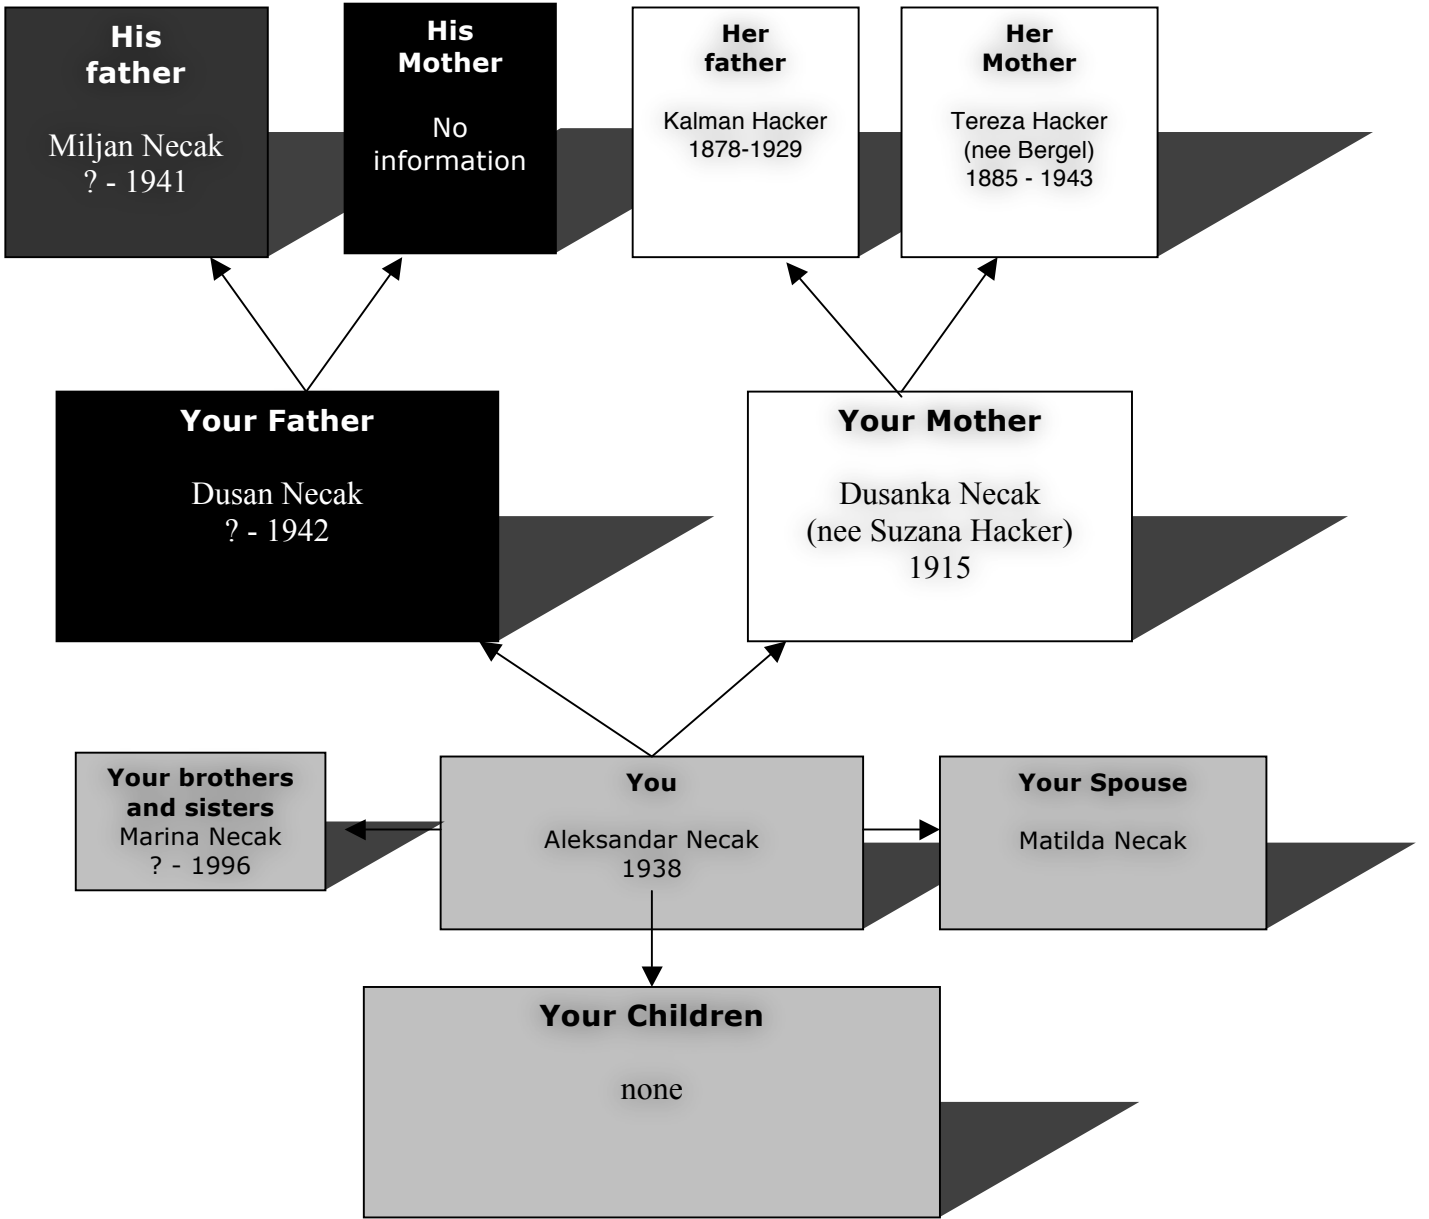 His
father
Miljan Necak
? - 1941
His
Mother
No
information
Her
father
Kalman Hacker
1878-1929
Her
Mother
Tereza Hacker
(nee Bergel)
1885 - 1943
Your Father
Dusan Necak
? - 1942
Your Mother
Dusanka Necak
(nee Suzana Hacker)
1915
Your brothers
and sisters
Marina Necak
? - 1996
You
Aleksandar Necak
1938
Your Spouse
Matilda Necak
Your Children
none